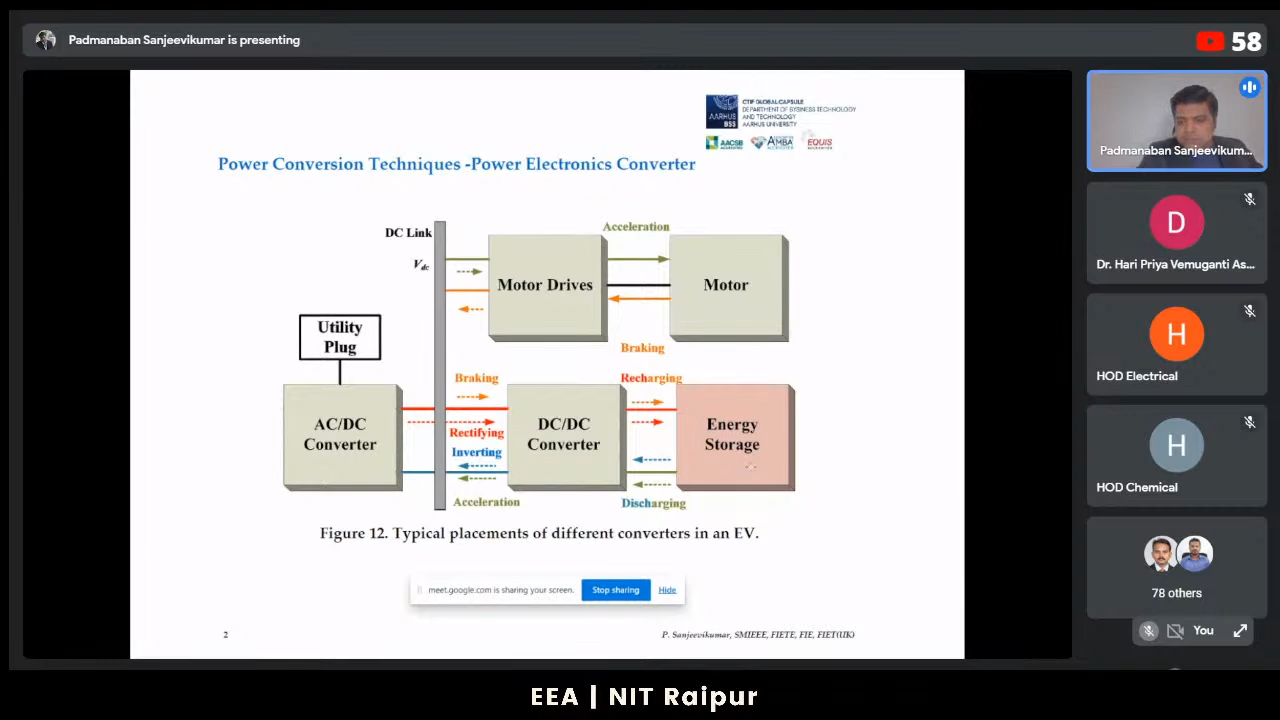 Padmanaban Sanjeevikumar is presenting
58
CTIF GLOBAL CAPSULE
DEPARTMENT OF BUSINESS TECHNOLOGY
AND TECHNOLOGY
AARHUS UNIVERSITY
AARHUS
BSS
AACSB
ACCREDITED
AMBA
ACCREDITED
EQUIS
ACCREDITED
Power Conversion Techniques -Power Electronics Converter
DC Link
Vdc
Acceleration
Motor Drives
Motor
Braking
Utility
Plug
Braking
Recharging
AC/DC
Converter
Rectifying
Inverting
DC/DC
Converter
Energy
Storage
Acceleration
Discharging
Figure 12. Typical placements of different converters in an EV.
meet.google.com is sharing your screen.
Stop sharing
Hide
2
P. Sanjeevikumar, SMIEEE, FIETE, FIE, FIET(UK)
Padmanaban Sanjeevikum...
D
Dr. Hari Priya Vemuganti As...
H
HOD Electrical
H
HOD Chemical
78 others
You
EEA | NIT Raipur